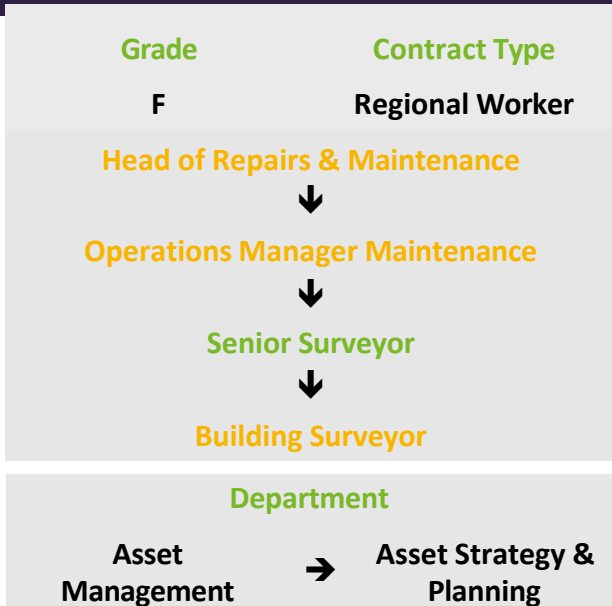 Grade Contract Type
F Regional Worker
Head of Repairs & Maintenance
↓
Operations Manager Maintenance
↓
Senior Surveyor
↓
Building Surveyor
Department
Asset Management → Asset Strategy & Planning